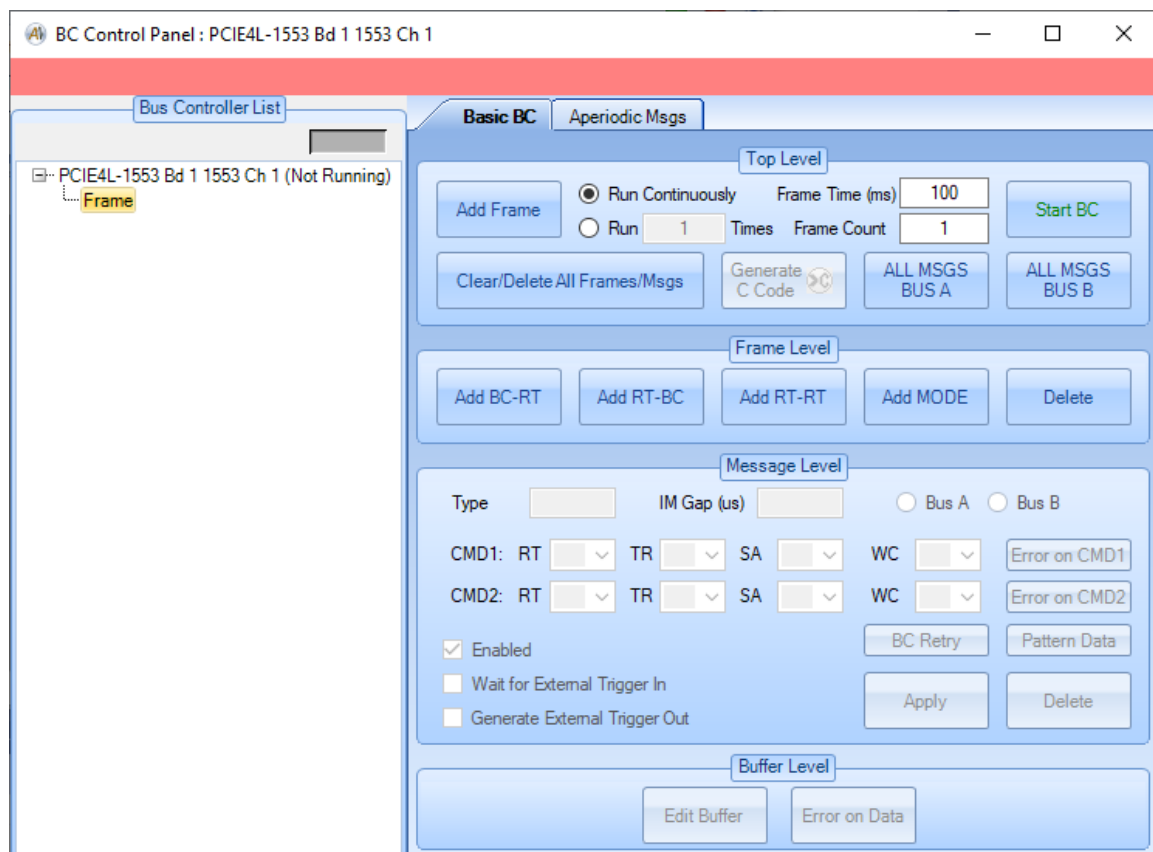 BC Control Panel : PCIE4L-1553 Bd 1 1553 Ch 1
Bus Controller List
PCIE4L-1553 Bd 1 1553 Ch 1 (Not Running)
Frame
Basic BC
Aperiodic Msgs
Top Level
Add Frame
Run Continuously
Frame Time (ms)
100
Start BC
Run
1
Times
Frame Count
1
Clear/Delete All Frames/Msgs
Generate
C Code
>C
ALL MSGS
BUS A
ALL MSGS
BUS B
Frame Level
Add BC-RT
Add RT-BC
Add RT-RT
Add MODE
Delete
Message Level
Type
IM Gap (us)
Bus A
Bus B
CMD1: RT TR SA WC
Error on CMD1
CMD2: RT TR SA WC
Error on CMD2
Enabled
BC Retry
Pattern Data
Wait for External Trigger In
Generate External Trigger Out
Apply
Delete
Buffer Level
Edit Buffer
Error on Data